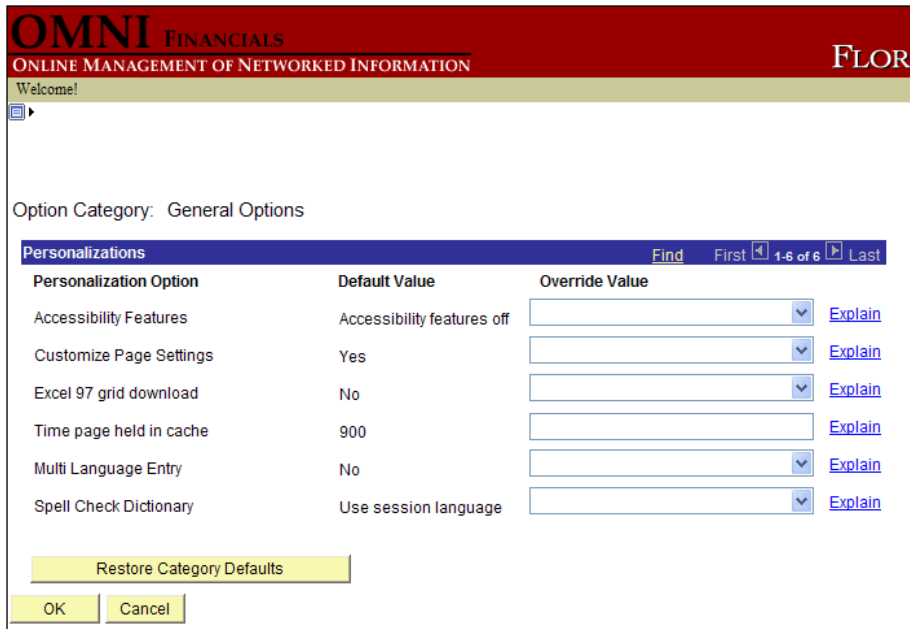 OMNI FINANCIALS
ONLINE MANAGEMENT OF NETWORKED INFORMATION
FLOR
Welcome!
Option Category: General Options
Personalizations Find First 1-6 of 6 Last
Personalization Option Default Value Override Value
Accessibility Features Accessibility features off Explain
Customize Page Settings Yes Explain
Excel 97 grid download No Explain
Time page held in cache 900 Explain
Multi Language Entry No Explain
Spell Check Dictionary Use session language Explain
Restore Category Defaults
OK Cancel